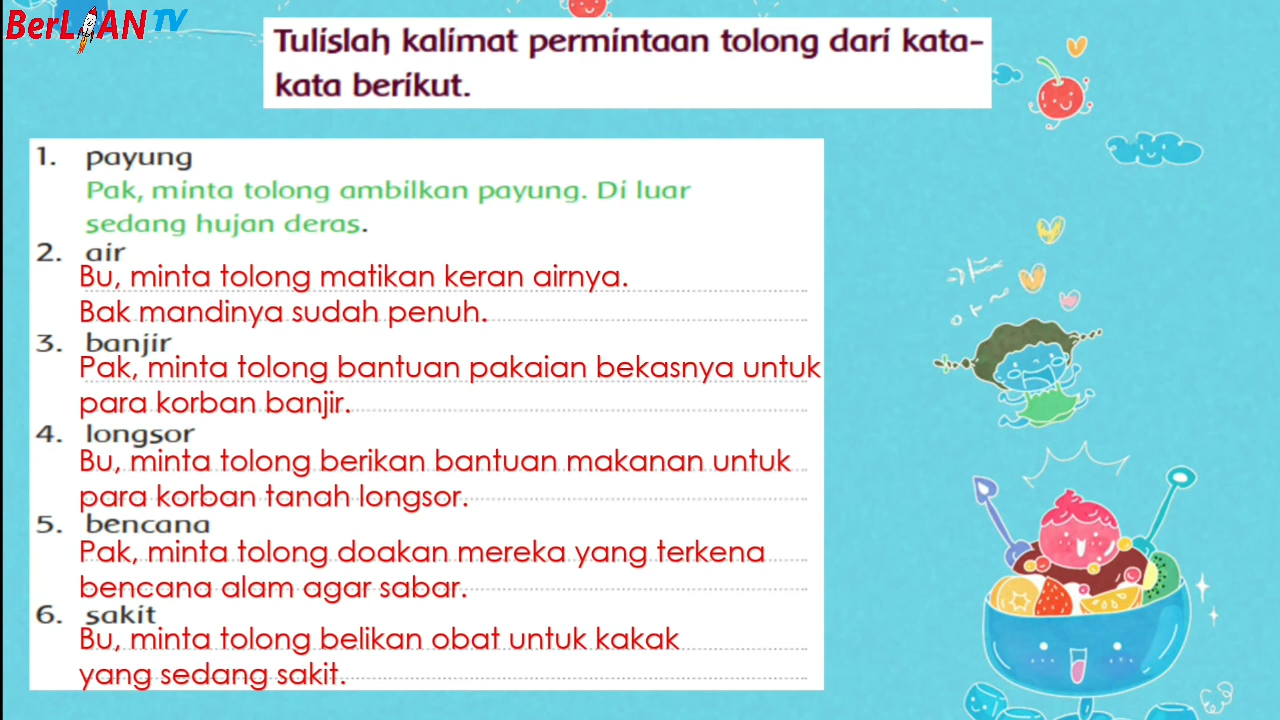 BerLIAN TV
Tulislah kalimat permintaan tolong dari kata-
kata berikut.
1. payung
Pak, minta tolong ambilkan payung. Di luar
sedang hujan deras.
2. air
Bu, minta tolong matikan keran airnya.
Bak mandinya sudah penuh.
3. banjir
Pak, minta tolong bantuan pakaian bekasnya untuk
para korban banjir.
4. longsor
Bu, minta tolong berikan bantuan makanan untuk
para korban tanah longsor.
5. bencana
Pak, minta tolong doakan mereka yang terkena
bencana alam agar sabar.
6. sakit
Bu, minta tolong belikan obat untuk kakak
yang sedang sakit.